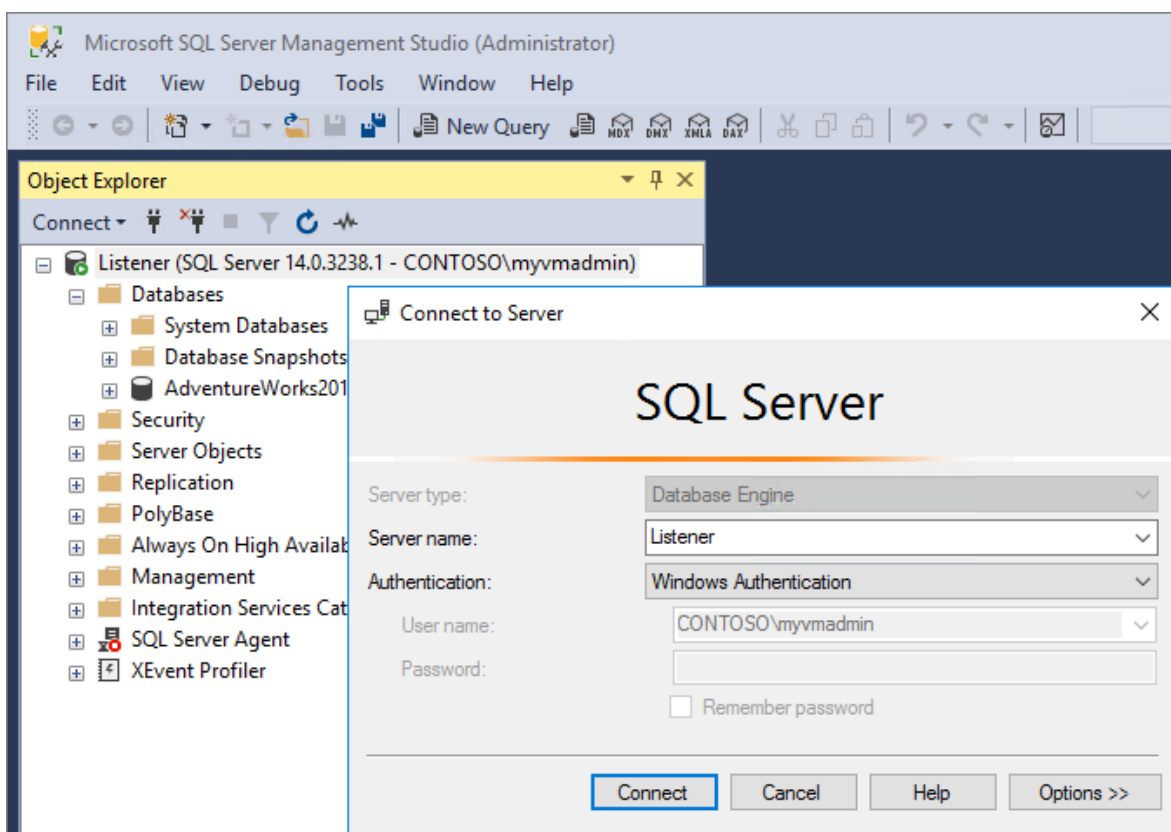 Microsoft SQL Server Management Studio (Administrator)
File Edit View Debug Tools Window Help
New Query MDX DMX XMLA DAX
Object Explorer
Connect
Listener (SQL Server 14.0.3238.1 - CONTOSO\myvmadmin)
Databases
System Databases
Database Snapshots
AdventureWorks201
Security
Server Objects
Replication
PolyBase
Always On High Availab
Management
Integration Services Cat
SQL Server Agent
XEvent Profiler
Connect to Server
SQL Server
Server type: Database Engine
Server name: Listener
Authentication: Windows Authentication
User name: CONTOSO\myvmadmin
Password:
Remember password
Connect Cancel Help Options >>